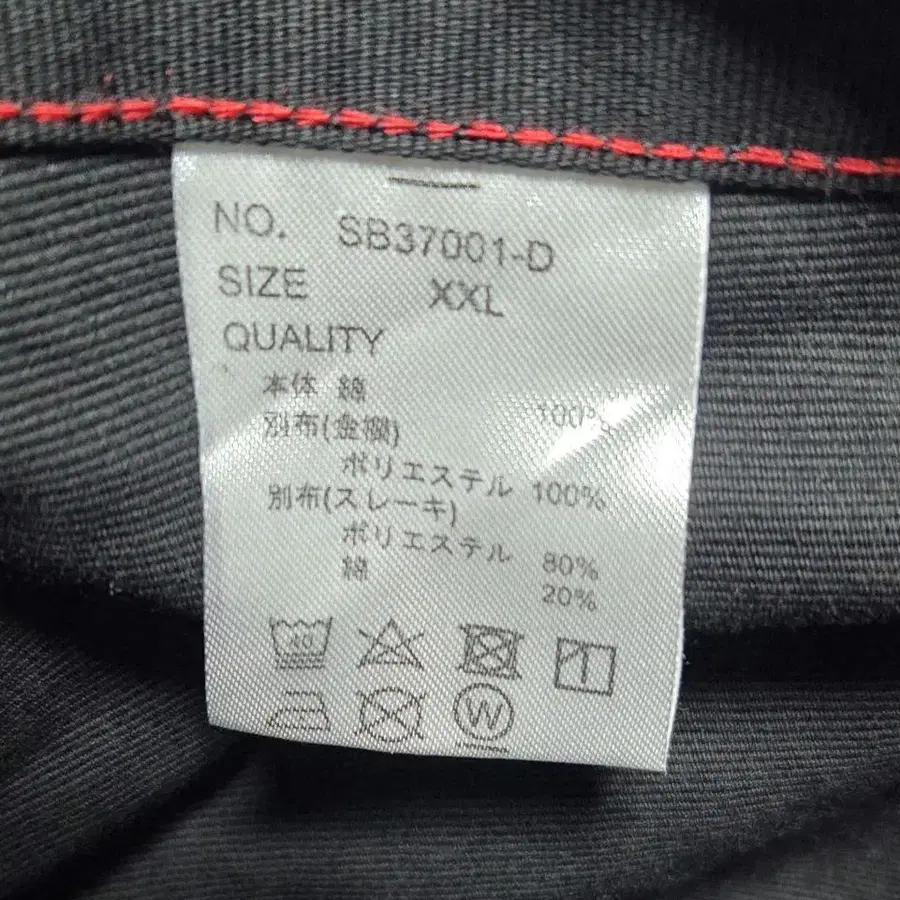 NO. SB37001-D
SIZE XXL
QUALITY
本体 綿 100%
別布(金襴)
ポリエステル 100%
別布(スレーキ)
ポリエステル 80%
綿 20%
40
W